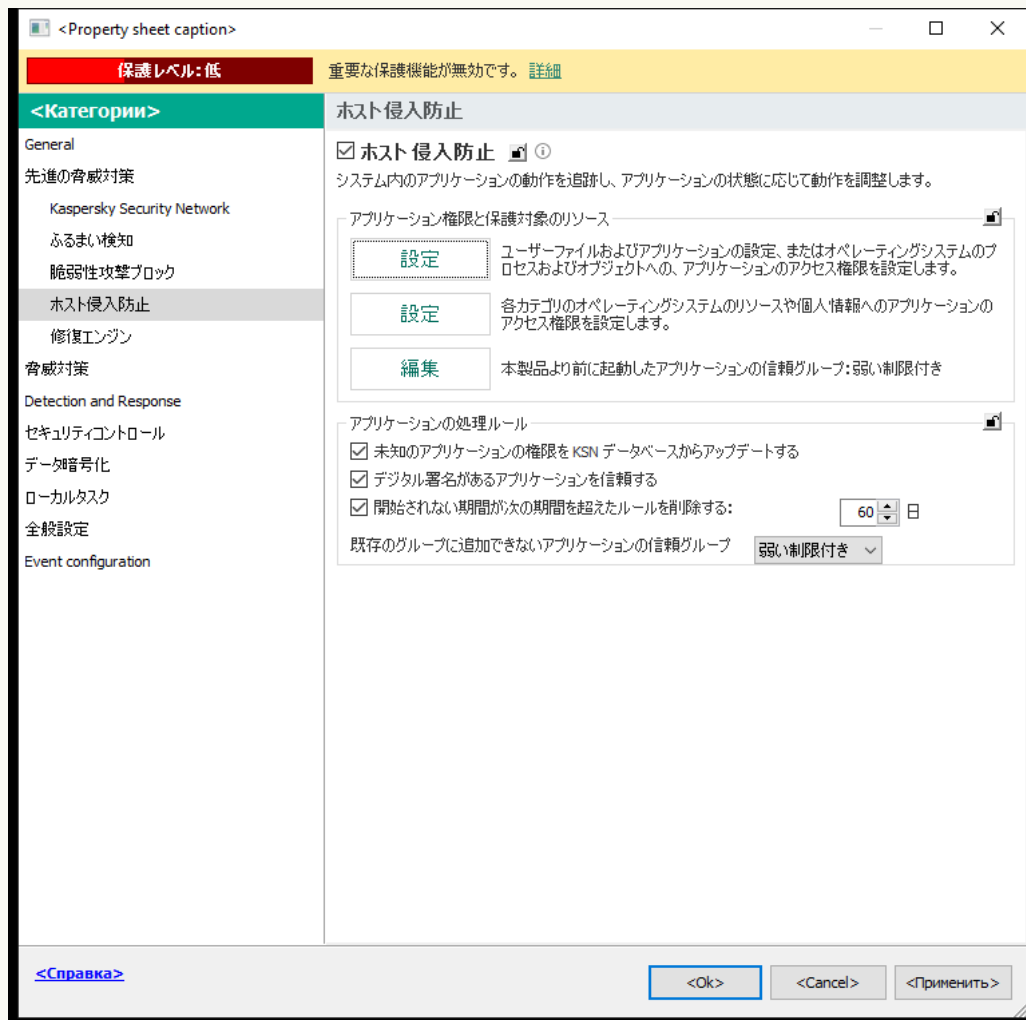 <Property sheet caption>
保護レベル: 低
重要な保護機能が無効です。 詳細
<Категории>
General
先進の脅威対策
Kaspersky Security Network
ふるまい検知
脆弱性攻撃ブロック
ホスト侵入防止
修復エンジン
脅威対策
Detection and Response
セキュリティコントロール
データ暗号化
ローカルタスク
全般設定
Event configuration
ホスト侵入防止
ホスト侵入防止
システム内のアプリケーションの動作を追跡し、アプリケーションの状態に応じて動作を調整します。
アプリケーション権限と保護対象のリソース
設定
ユーザーファイルおよびアプリケーションの設定、またはオペレーティングシステムのプ
ロセスおよびオブジェクトへの、アプリケーションのアクセス権限を設定します。
設定
各カテゴリのオペレーティングシステムのリソースや個人情報へのアプリケーションの
アクセス権限を設定します。
編集
本製品より前に起動したアプリケーションの信頼グループ: 弱い制限付き
アプリケーションの処理ルール
未知のアプリケーションの権限を KSN データベースからアップデートする
デジタル署名があるアプリケーションを信頼する
開始されない期間が次の期間を超えたルールを削除する: 60 日
既存のグループに追加できないアプリケーションの信頼グループ 弱い制限付き
<Справка>
<Ok>
<Cancel>
<Применить>